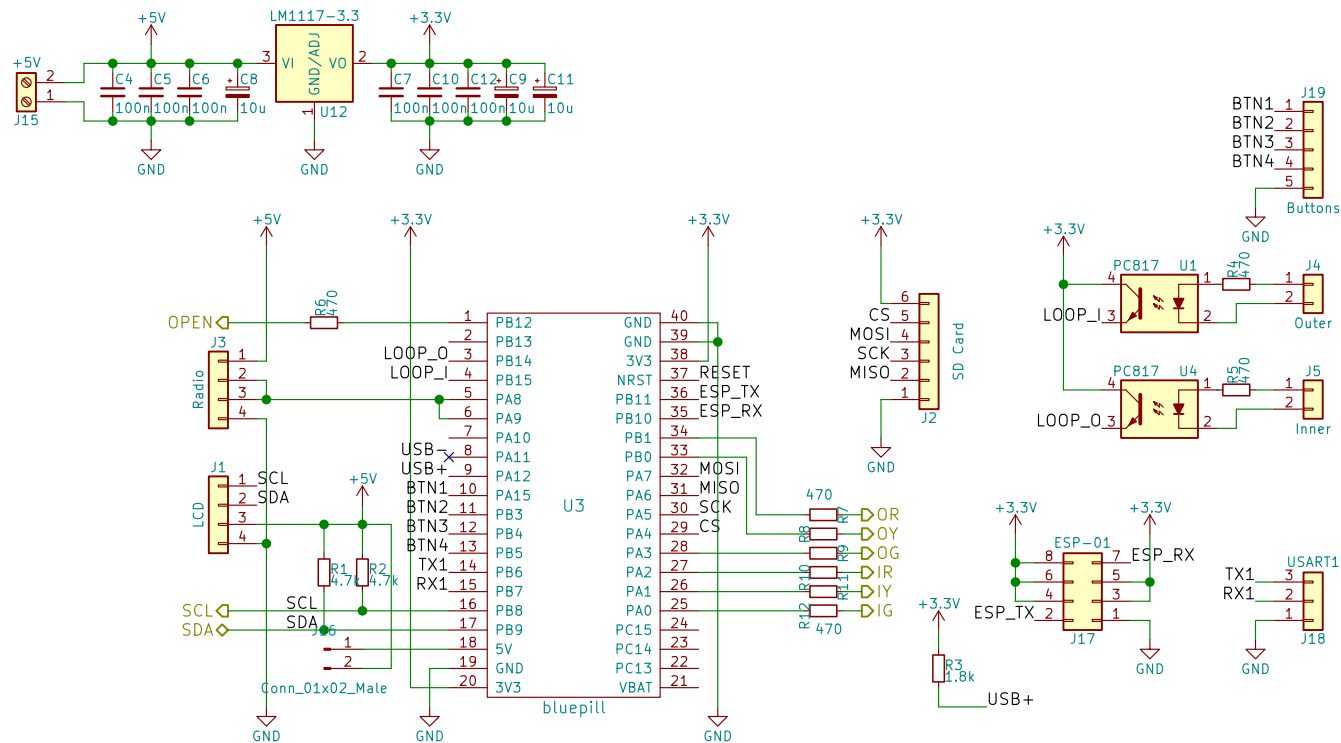 LM1117-3.3
+5V
+3.3V
3 VI GND/ADJ VO 2
1
U12
+5V
2
1
J15
C4
100n
C5
100n
C6
100n
C8
10u
C7
100n
C10
100n
C12
100n
C9
10u
C11
10u
GND
GND
GND
J19
BTN1 1
BTN2 2
BTN3 3
BTN4 4
5
Buttons
GND
+5V
+3.3V
+3.3V
+3.3V
+3.3V
OPEN
R6
470
J3
Radio
1
2
3
4
J1
LCD
1 SCL
2 SDA
3
4
+5V
R1
4.7k
R2
4.7k
SCL
SCL
SDA
SDA
1
2
Conn_01x02_Male
GND
GND
GND
U3
bluepill
1 PB12
2 PB13
LOOP_O 3 PB14
LOOP_I 4 PB15
5 PA8
6 PA9
7 PA10
USB- 8 PA11
USB+ 9 PA12
BTN1 10 PA15
BTN2 11 PB3
BTN3 12 PB4
BTN4 13 PB5
TX1 14 PB6
RX1 15 PB7
16 PB8
17 PB9
18 5V
19 GND
20 3V3
GND 40
GND 39
3V3 38
NRST 37 RESET
PB11 36 ESP_TX
PB10 35 ESP_RX
PB1 34
PB0 33
PA7 32 MOSI
PA6 31 MISO
PA5 30 SCK
PA4 29 CS
PA3 28
PA2 27
PA1 26
PA0 25
PC15 24
PC14 23
PC13 22
VBAT 21
470
R7 OR
R8 OY
R9 OG
R10 IR
R11 IY
R12 IG
470
6
CS 5
MOSI 4
SCK 3
MISO 2
1
SD Card
J2
GND
PC817 U1
4
LOOP_I 3
1
2
R4
470
J4
1
2
Outer
PC817 U4
4
LOOP_O 3
1
2
R5
470
J5
1
2
Inner
+3.3V
+3.3V
ESP-01
8 7 ESP_RX
6 5
4 3
ESP_TX 2 1
J17
GND
+3.3V
R3
1.8k
USB+
USART1
TX1 3
RX1 2
1
J18
GND